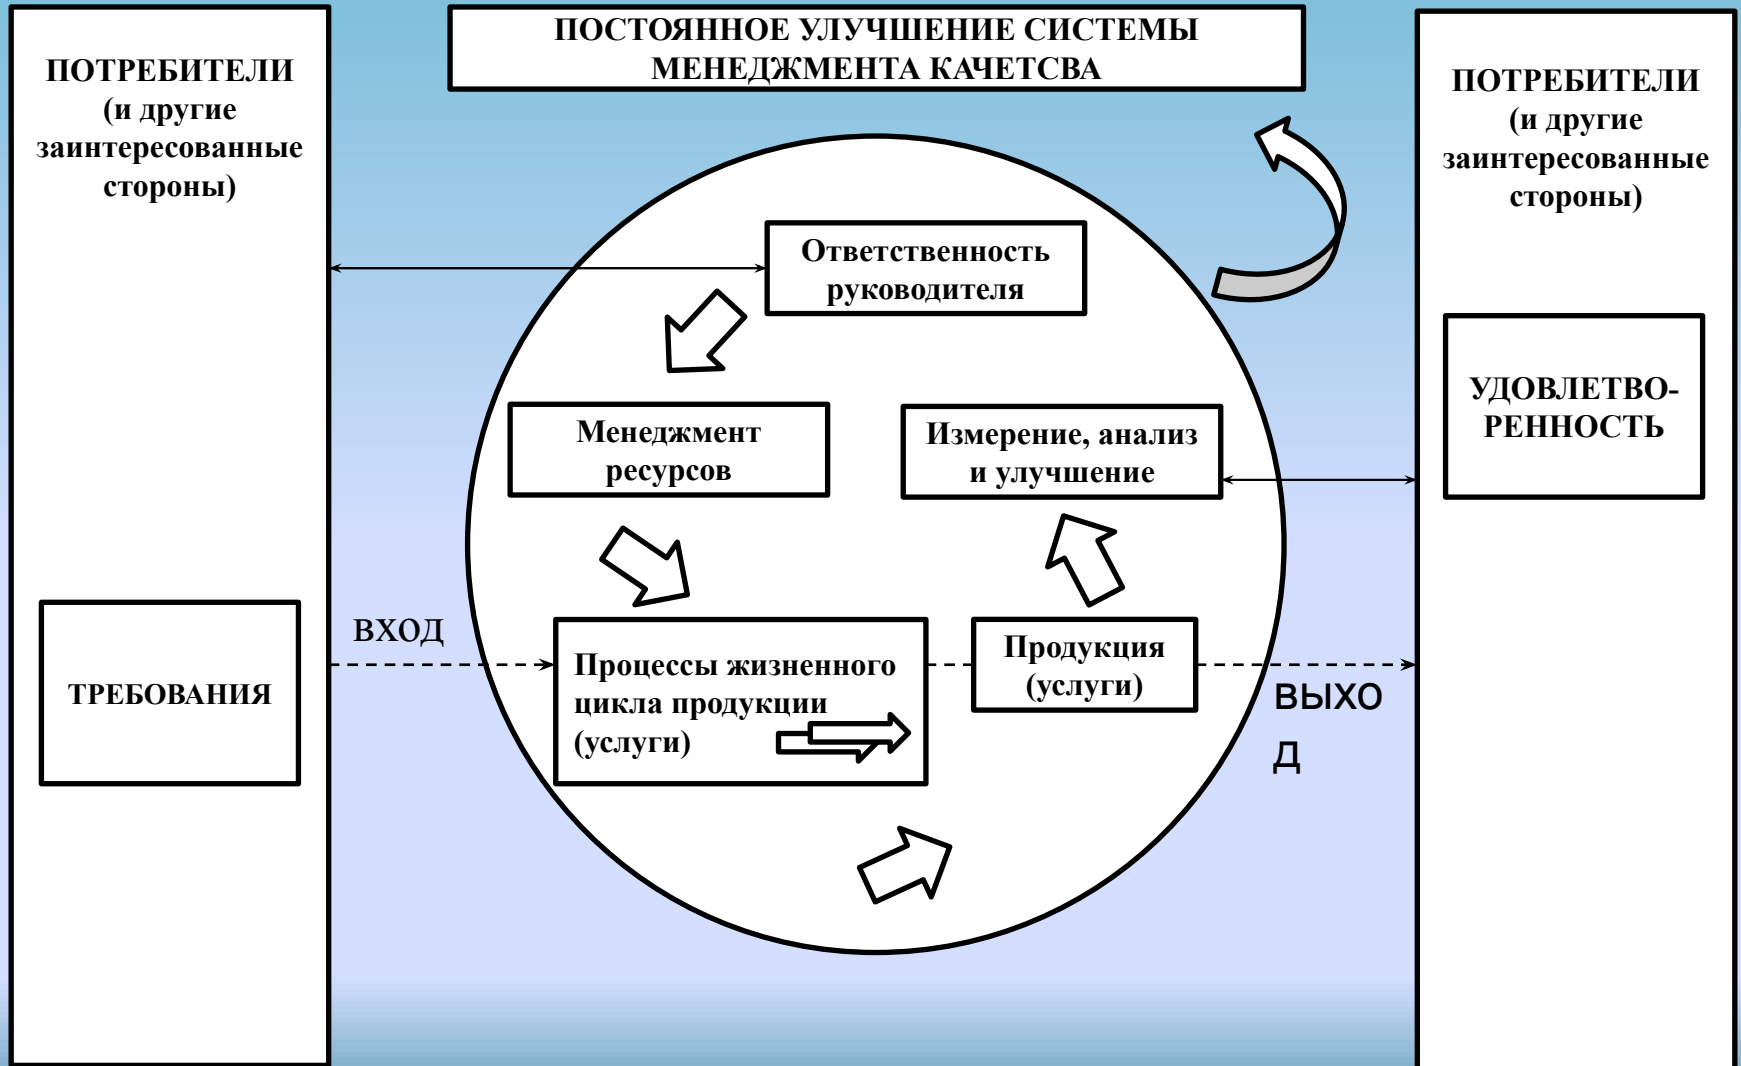 ПОСТОЯННОЕ УЛУЧШЕНИЕ СИСТЕМЫ
МЕНЕДЖМЕНТА КАЧЕТСВА
ПОТРЕБИТЕЛИ
(и другие
заинтересованные
стороны)
ТРЕБОВАНИЯ
ВХОД
Ответственность
руководителя
Менеджмент
ресурсов
Измерение, анализ
и улучшение
Процессы жизненного
цикла продукции
(услуги)
Продукция
(услуги)
ВЫХО
Д
ПОТРЕБИТЕЛИ
(и другие
заинтересованные
стороны)
УДОВЛЕТВО-
РЕННОСТЬ